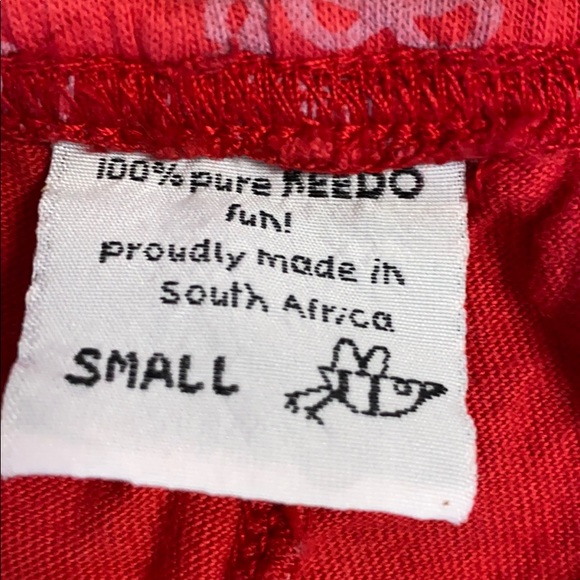 100% pure KEEDO
fun!
proudly made in
South Africa
SMALL